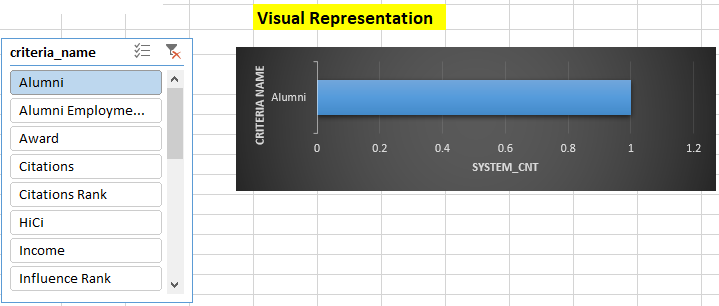 Visual Representation
criteria_name
Alumni
Alumni Employme...
Award
Citations
Citations Rank
HiCi
Income
Influence Rank
CRITERIA NAME
Alumni
0 0.2 0.4 0.6 0.8 1 1.2
SYSTEM_CNT